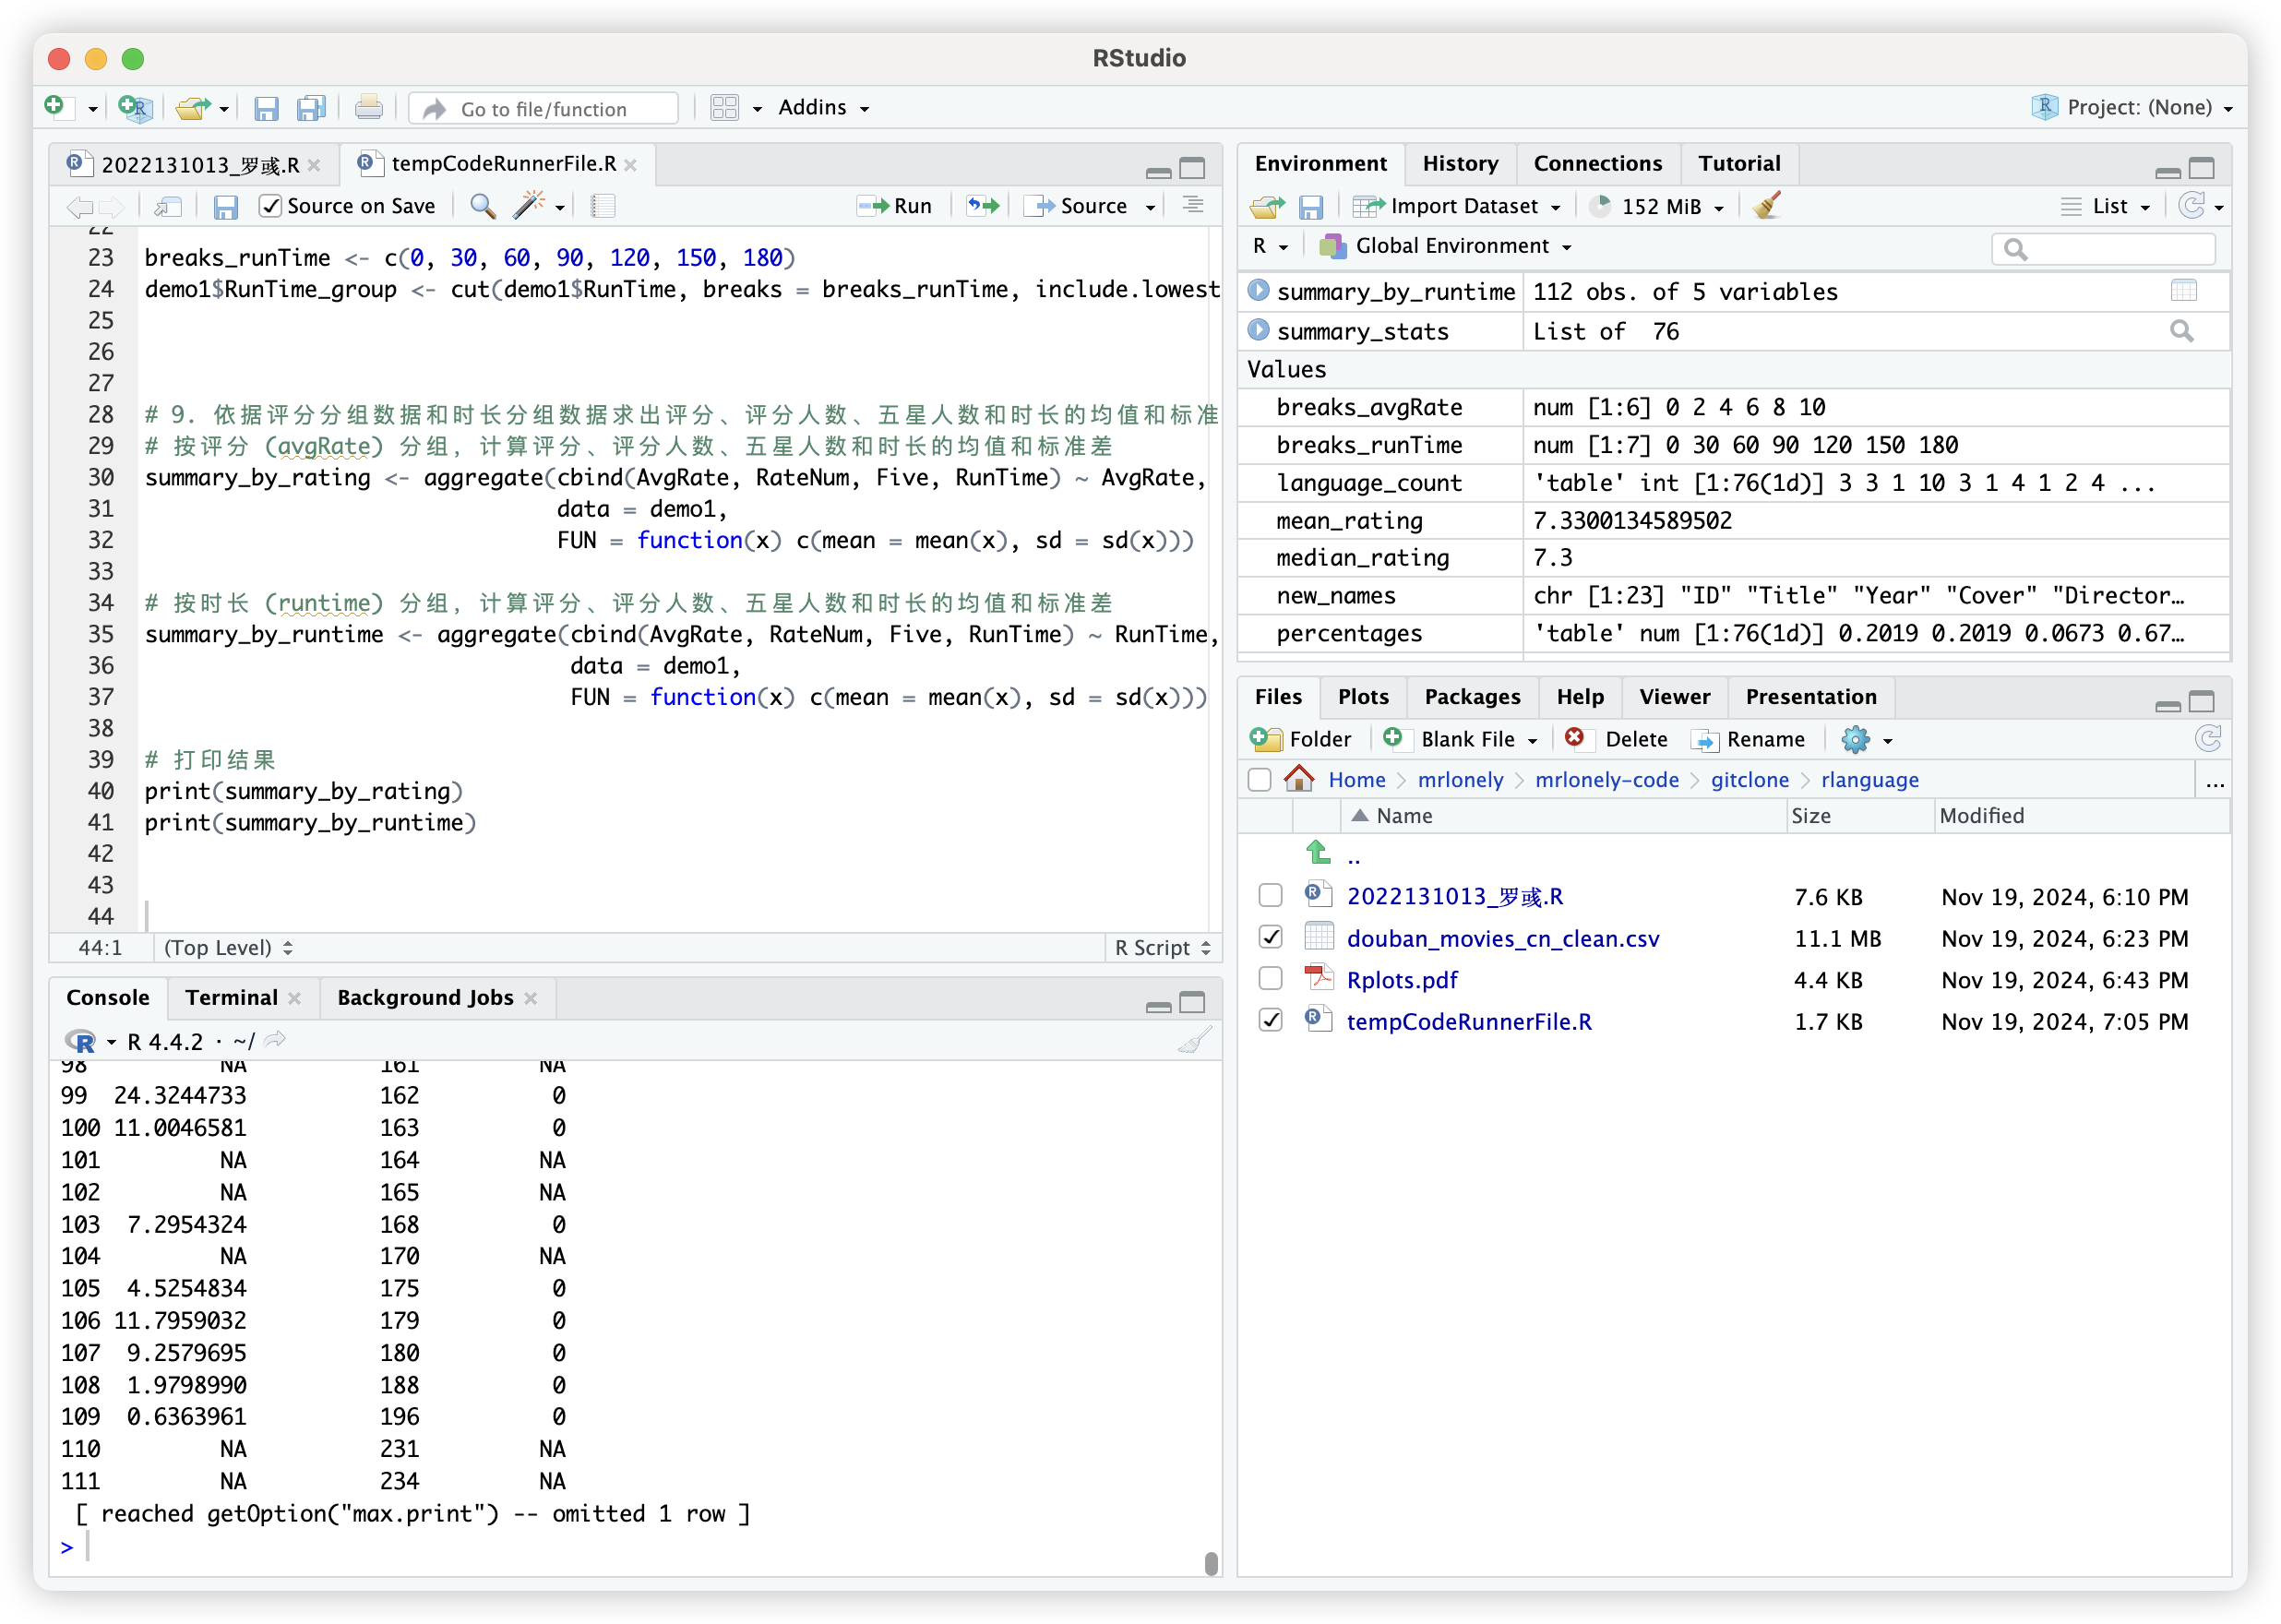 RStudio
Go to file/function
Addins
Project: (None)
2022131013_罗彧.R
tempCodeRunnerFile.R
Source on Save
Run
Source
22
23 breaks_runTime <- c(0, 30, 60, 90, 120, 150, 180)
24 demo1$RunTime_group <- cut(demo1$RunTime, breaks = breaks_runTime, include.lowest
25
26
27
28 # 9. 依据评分分组数据和时长分组数据求出评分、评分人数、五星人数和时长的均值和标准
29 # 按评分 (avgRate) 分组, 计算评分、评分人数、五星人数和时长的均值和标准差
30 summary_by_rating <- aggregate(cbind(AvgRate, RateNum, Five, RunTime) ~ AvgRate,
31 data = demo1,
32 FUN = function(x) c(mean = mean(x), sd = sd(x)))
33
34 # 按时长 (runtime) 分组, 计算评分、评分人数、五星人数和时长的均值和标准差
35 summary_by_runtime <- aggregate(cbind(AvgRate, RateNum, Five, RunTime) ~ RunTime,
36 data = demo1,
37 FUN = function(x) c(mean = mean(x), sd = sd(x)))
38
39 # 打印结果
40 print(summary_by_rating)
41 print(summary_by_runtime)
42
43
44
44:1 (Top Level) R Script
Console Terminal Background Jobs
R 4.4.2 · ~/
98 NA 161 NA
99 24.3244733 162 0
100 11.0046581 163 0
101 NA 164 NA
102 NA 165 NA
103 7.2954324 168 0
104 NA 170 NA
105 4.5254834 175 0
106 11.7959032 179 0
107 9.2579695 180 0
108 1.9798990 188 0
109 0.6363961 196 0
110 NA 231 NA
111 NA 234 NA
[ reached getOption("max.print") -- omitted 1 row ]
>
Environment History Connections Tutorial
Import Dataset 152 MiB List
R Global Environment
summary_by_runtime 112 obs. of 5 variables
summary_stats List of 76
Values
breaks_avgRate num [1:6] 0 2 4 6 8 10
breaks_runTime num [1:7] 0 30 60 90 120 150 180
language_count 'table' int [1:76(1d)] 3 3 1 10 3 1 4 1 2 4 ...
mean_rating 7.3300134589502
median_rating 7.3
new_names chr [1:23] "ID" "Title" "Year" "Cover" "Director…
percentages 'table' num [1:76(1d)] 0.2019 0.2019 0.0673 0.67…
Files Plots Packages Help Viewer Presentation
Folder Blank File Delete Rename
Home mrlonely mrlonely-code gitclone rlanguage ...
Name Size Modified
..
2022131013_罗彧.R 7.6 KB Nov 19, 2024, 6:10 PM
douban_movies_cn_clean.csv 11.1 MB Nov 19, 2024, 6:23 PM
Rplots.pdf 4.4 KB Nov 19, 2024, 6:43 PM
tempCodeRunnerFile.R 1.7 KB Nov 19, 2024, 7:05 PM